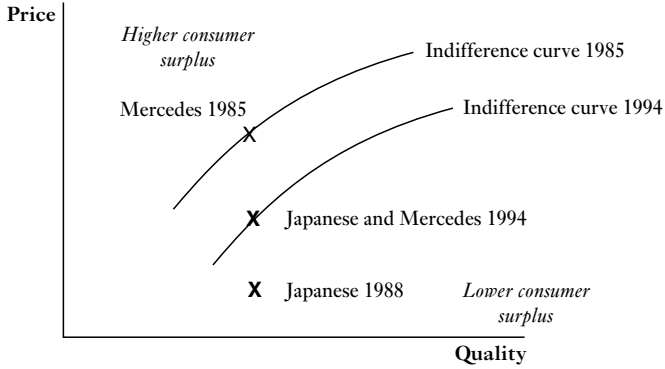 Price
Higher consumer
surplus
Indifference curve 1985
Mercedes 1985
X
Indifference curve 1994
X
Japanese and Mercedes 1994
X
Japanese 1988
Lower consumer
surplus
Quality